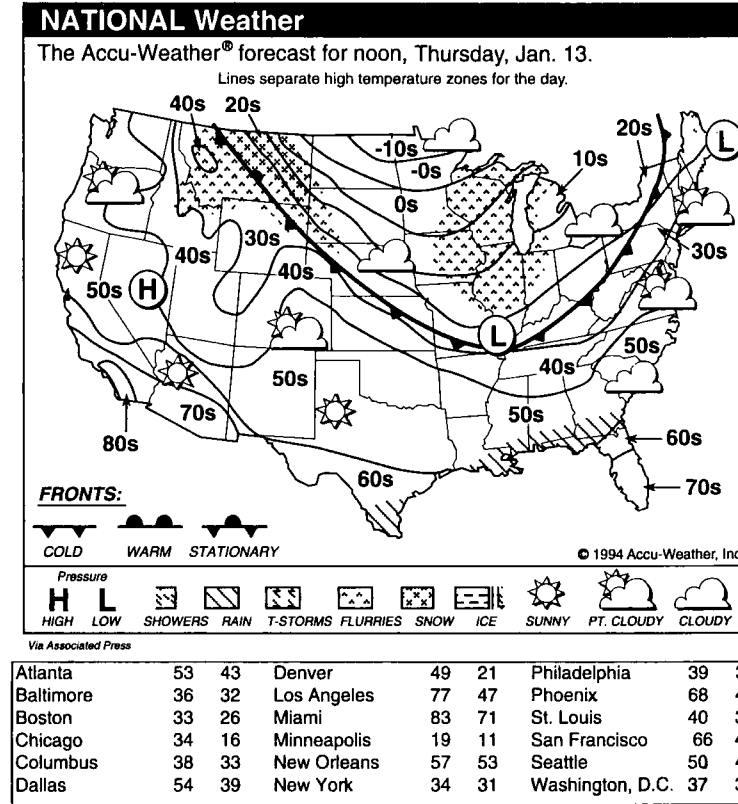 NATIONAL Weather
The Accu-Weather® forecast for noon, Thursday, Jan. 13.
Lines separate high temperature zones for the day.
40s 20s
-10s
-0s
0s
20s
L
10s
30s
30s
40s
40s
50s
H
L
50s
40s
50s
50s
70s
80s
60s
60s
70s
FRONTS:
COLD WARM STATIONARY
© 1994 Accu-Weather, Inc
Pressure
H L
HIGH LOW SHOWERS RAIN T-STORMS FLURRIES SNOW ICE SUNNY PT. CLOUDY CLOUDY
Via Associated Press
Atlanta 53 43 Denver 49 21 Philadelphia 39
Baltimore 36 32 Los Angeles 77 47 Phoenix 68
Boston 33 26 Miami 83 71 St. Louis 40
Chicago 34 16 Minneapolis 19 11 San Francisco 66
Columbus 38 33 New Orleans 57 53 Seattle 50
Dallas 54 39 New York 34 31 Washington, D.C. 37